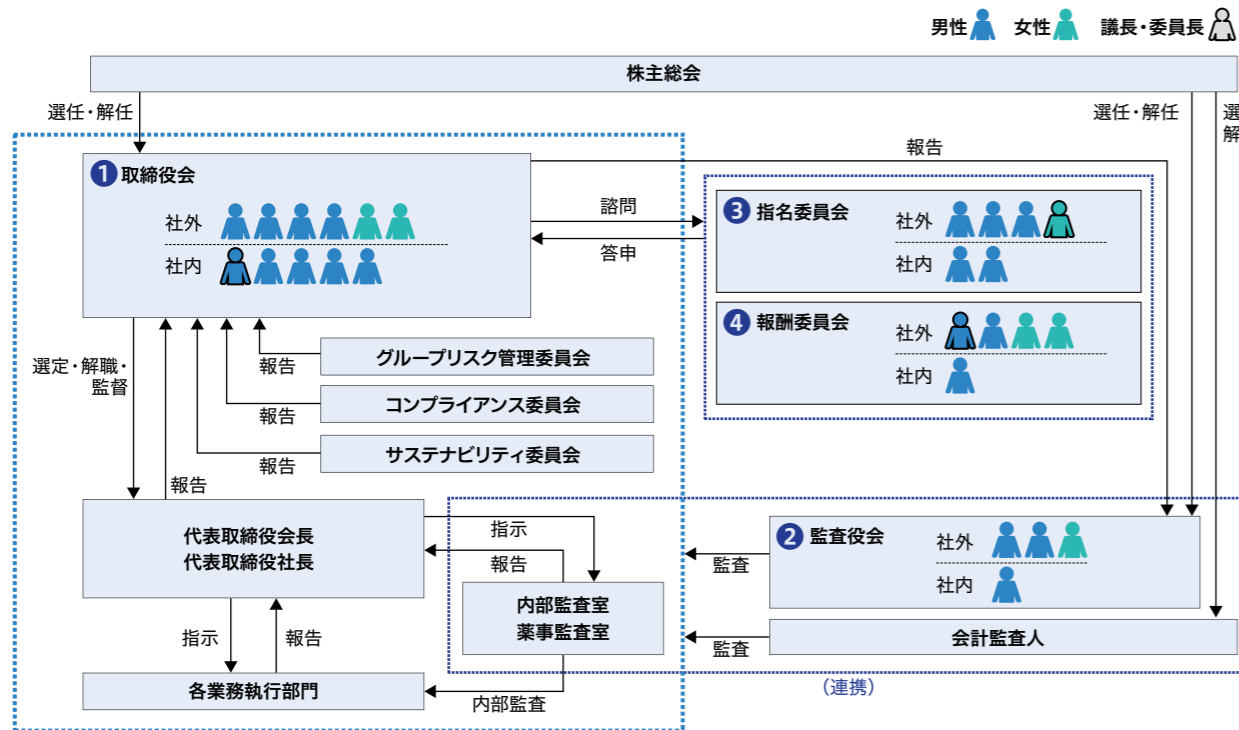 男性 女性 議長・委員長
株主総会
選任・解任
選任・解任
選
解
1 取締役会
社外
社内
報告
諮問
答申
3 指名委員会
社外
社内
4 報酬委員会
社外
社内
選定・解職・
監督
グループリスク管理委員会
報告
コンプライアンス委員会
報告
サステナビリティ委員会
報告
報告
代表取締役会長
代表取締役社長
指示
報告
内部監査室
薬事監査室
2 監査役会
社外
社内
監査
会計監査人
監査
(連携)
指示
報告
各業務執行部門
内部監査